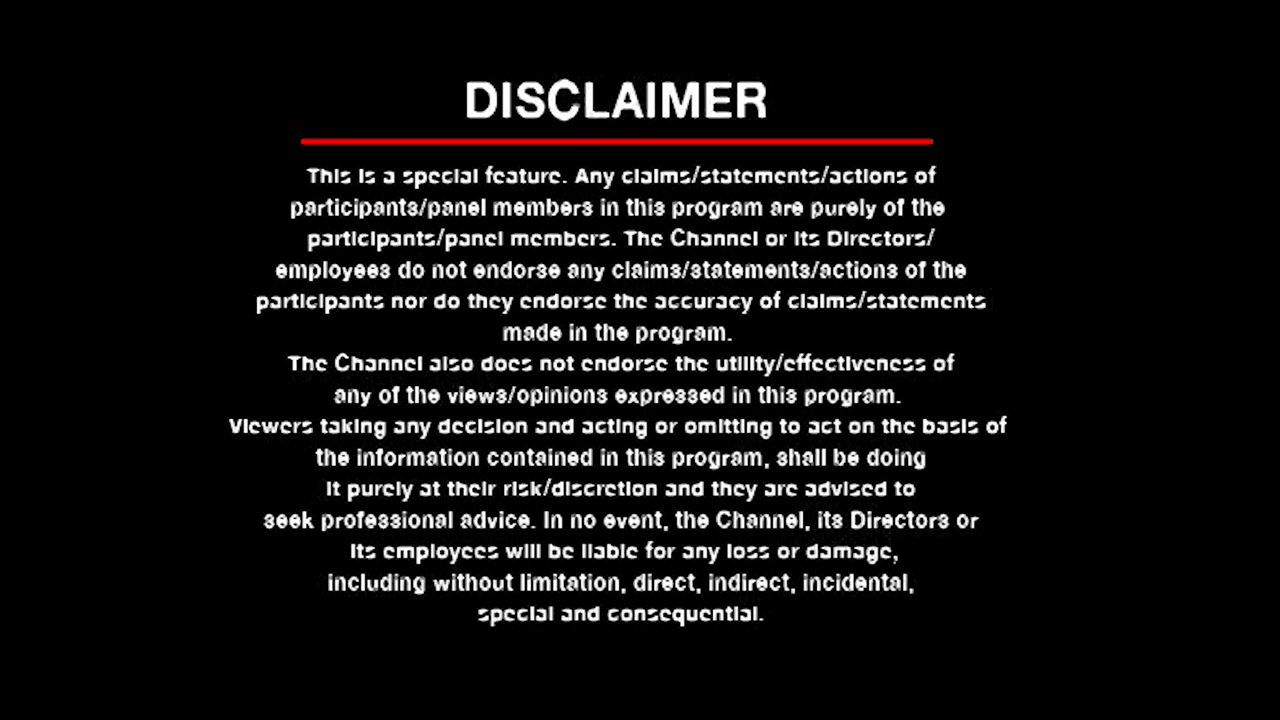 DISCLAIMER
This is a special feature. Any claims/statements/actions of
participants/panel members in this program are purely of the
participants/panel members. The Channel or its Directors/
employees do not endorse any claims/statements/actions of the
participants nor do they endorse the accuracy of claims/statements
made in the program.
The Channel also does not endorse the utility/effectiveness of
any of the views/opinions expressed in this program.
Viewers taking any decision and acting or omitting to act on the basis of
the information contained in this program, shall be doing
it purely at their risk/discretion and they are advised to
seek professional advice. In no event, the Channel, its Directors or
its employees will be liable for any loss or damage,
including without limitation, direct, indirect, incidental,
special and consequential.